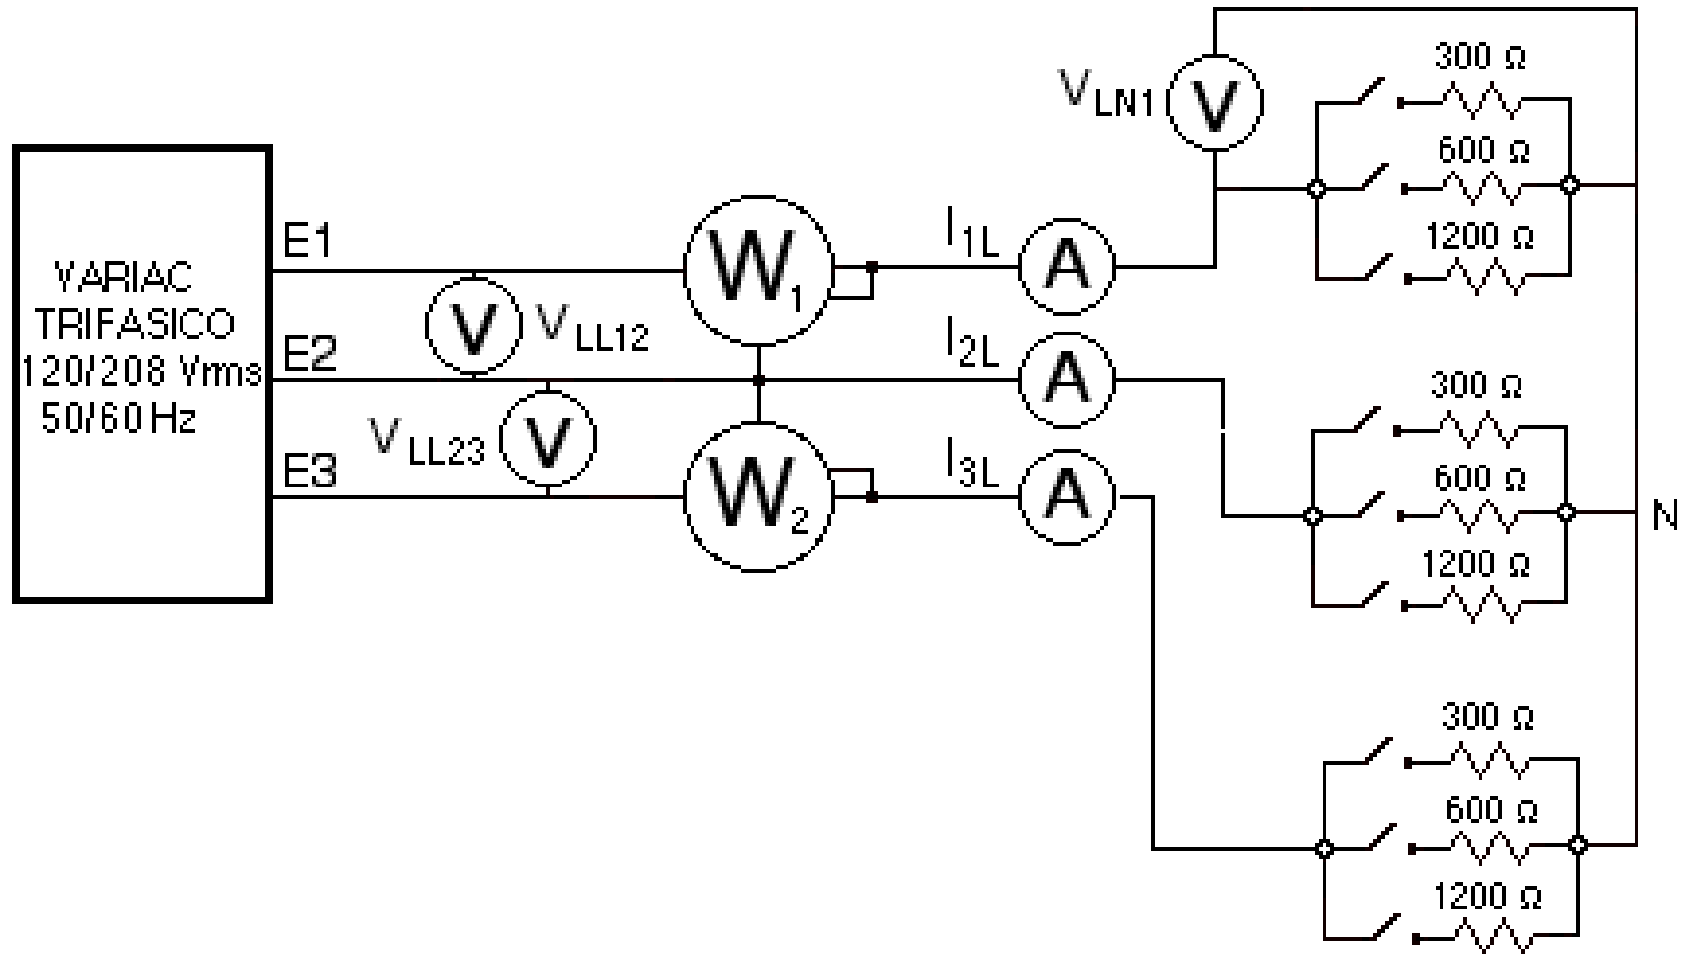 VARIAC
TRIFASICO
120/208 Vrms
50/60 Hz
E1
E2
E3
V
V LL12
V
V LL23
W1
W2
I1L
A
I2L
A
I3L
A
V LN1
V
300 Ω
600 Ω
1200 Ω
300 Ω
600 Ω
1200 Ω
N
300 Ω
600 Ω
1200 Ω